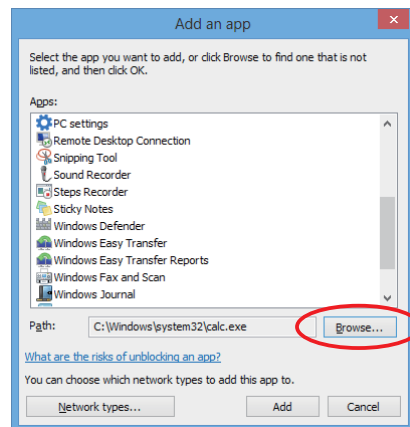 Add an app
Select the app you want to add, or click Browse to find one that is not
listed, and then click OK.
Apps:
PC settings
Remote Desktop Connection
Snipping Tool
Sound Recorder
Steps Recorder
Sticky Notes
Windows Defender
Windows Easy Transfer
Windows Easy Transfer Reports
Windows Fax and Scan
Windows Journal
Path: C:\Windows\system32\calc.exe Browse...
What are the risks of unblocking an app?
You can choose which network types to add this app to.
Network types... Add Cancel